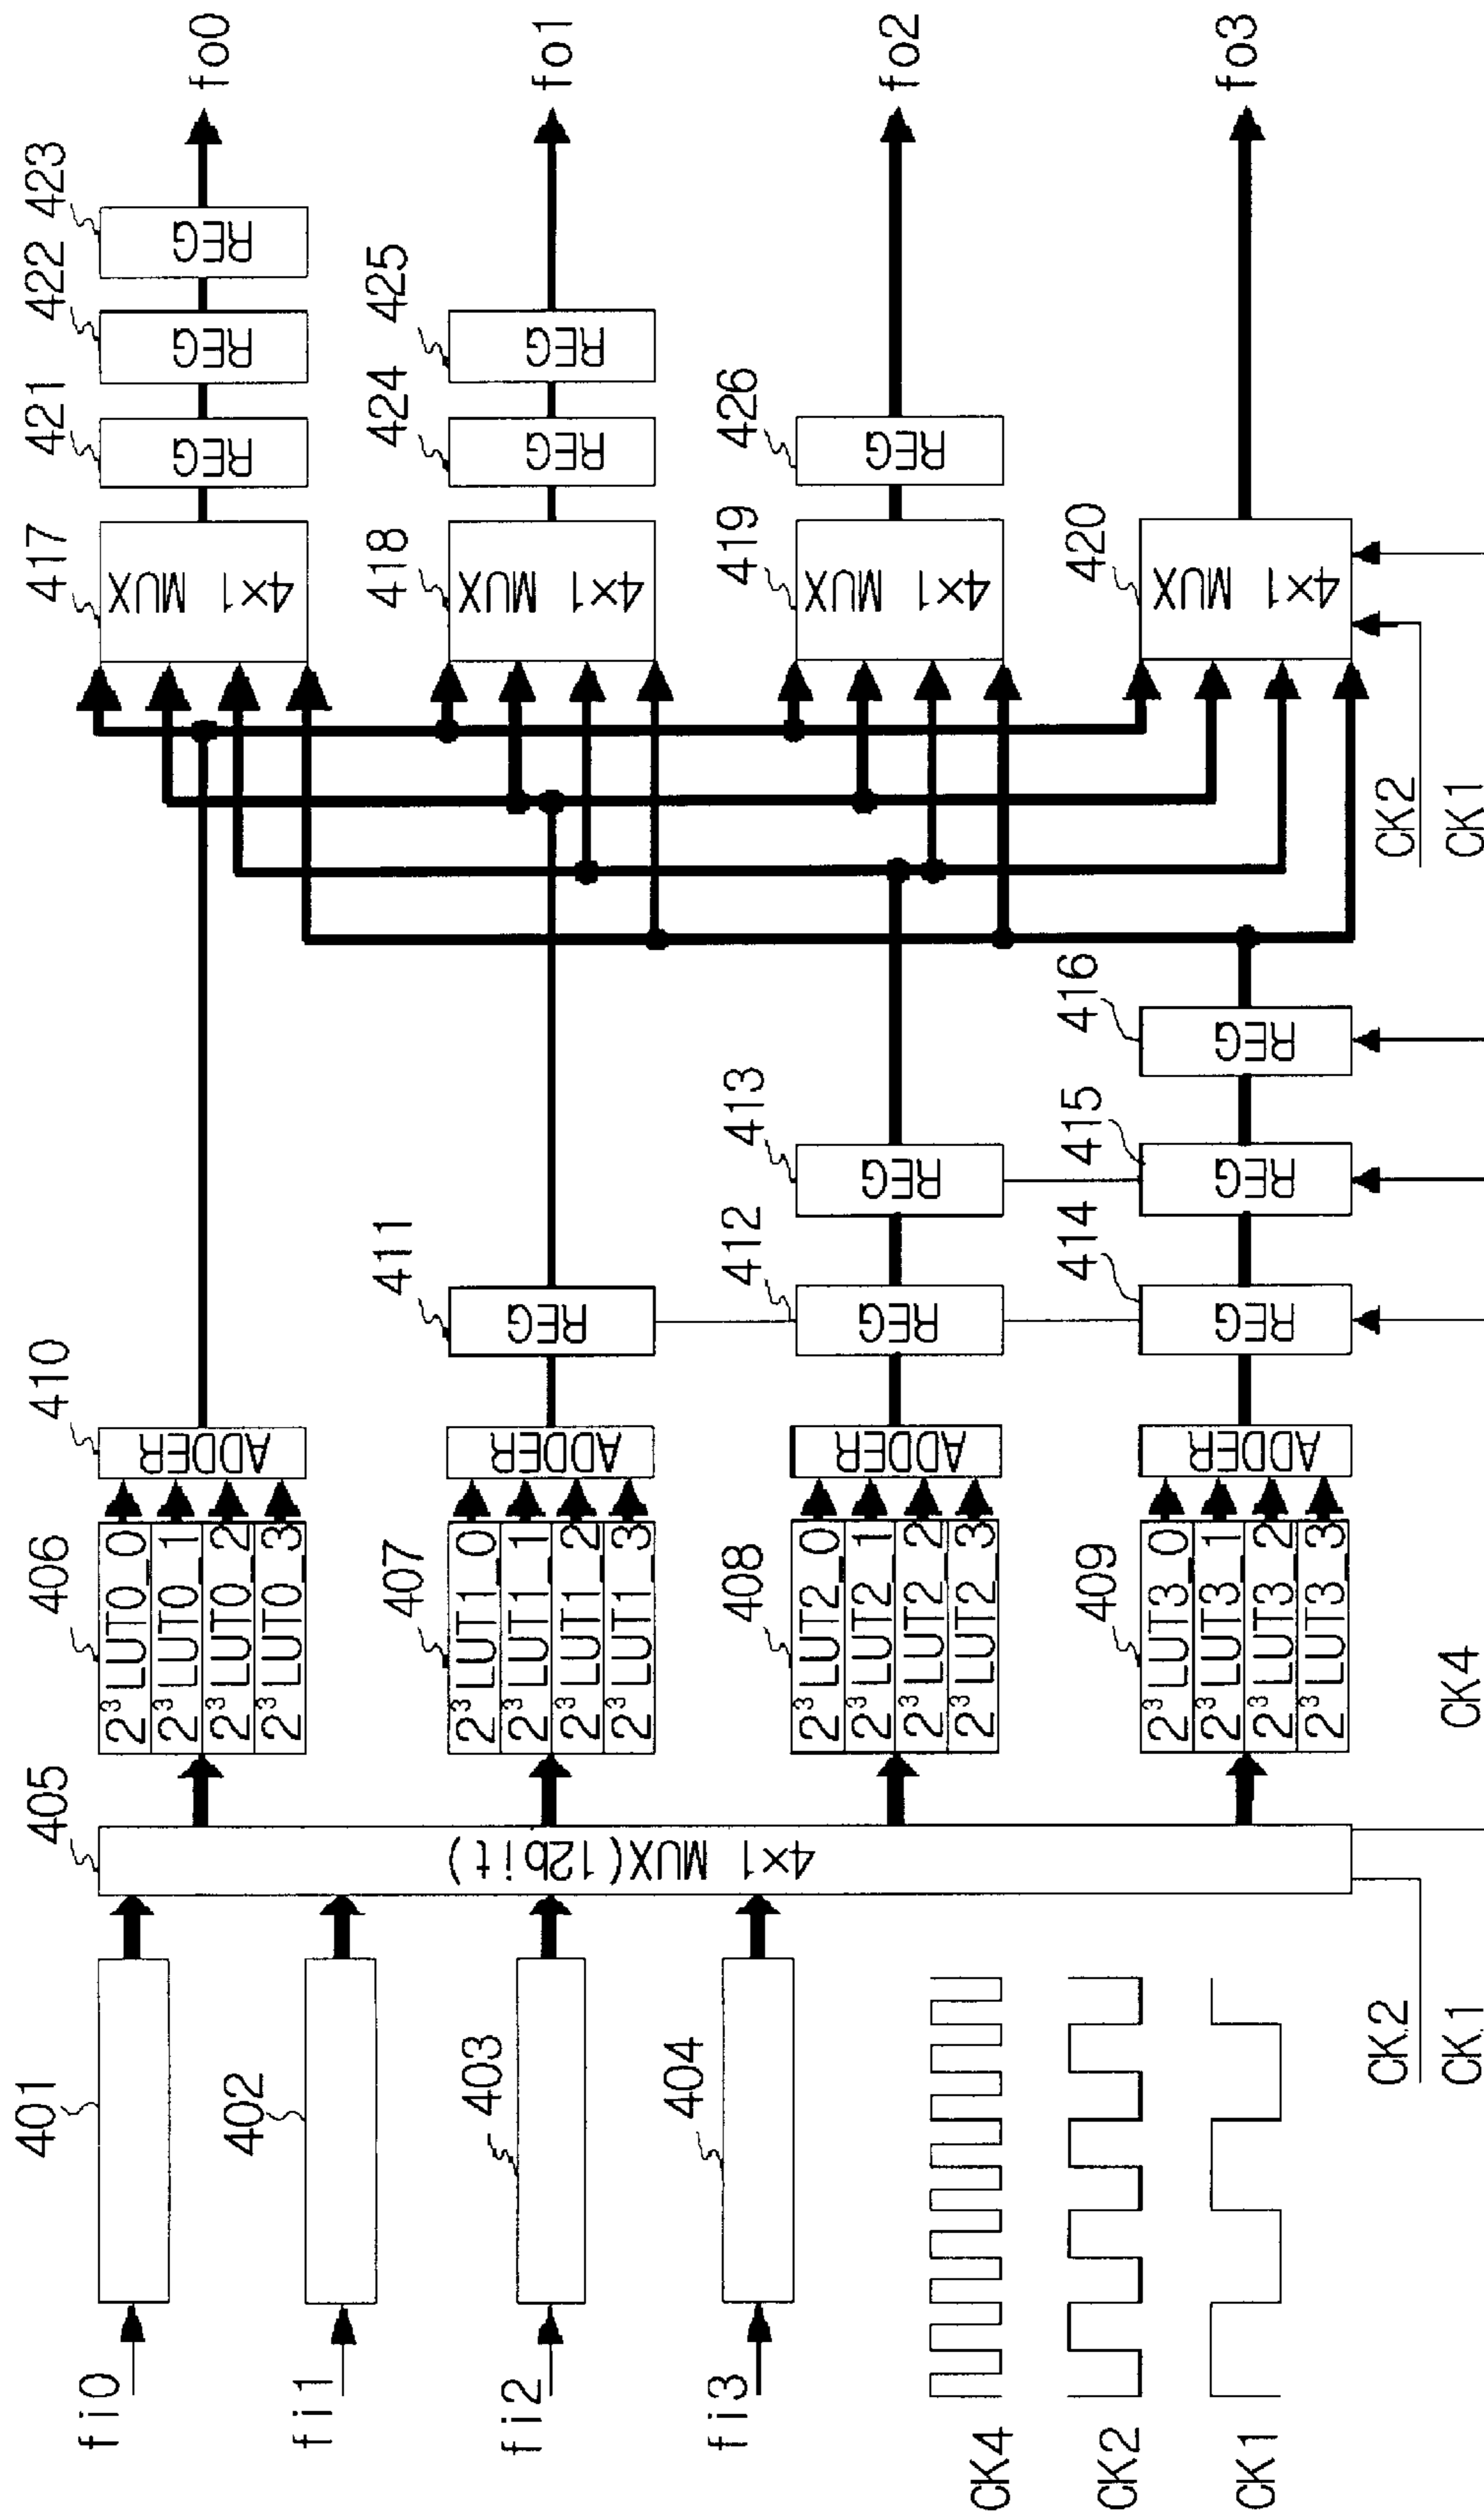 fi0
fi1
fi2
fi3
401
402
403
404
CK4
CK2
CK1
405
4×1 MUX(12bit)
CK2
CK1
406
2³LUT0_0
2³LUT0_1
2³LUT0_2
2³LUT0_3
407
2³LUT1_0
2³LUT1_1
2³LUT1_2
2³LUT1_3
408
2³LUT2_0
2³LUT2_1
2³LUT2_2
2³LUT2_3
409
2³LUT3_0
2³LUT3_1
2³LUT3_2
2³LUT3_3
CK4
410
ADDER
ADDER
ADDER
ADDER
411
REG
412
REG
413
REG
414
REG
415
REG
416
REG
CK2
CK1
417
4×1
MUX
418
4×1
MUX
419
4×1
MUX
420
4×1
MUX
421
REG
422
REG
423
REG
424
REG
425
REG
426
REG
fo0
fo1
fo2
fo3